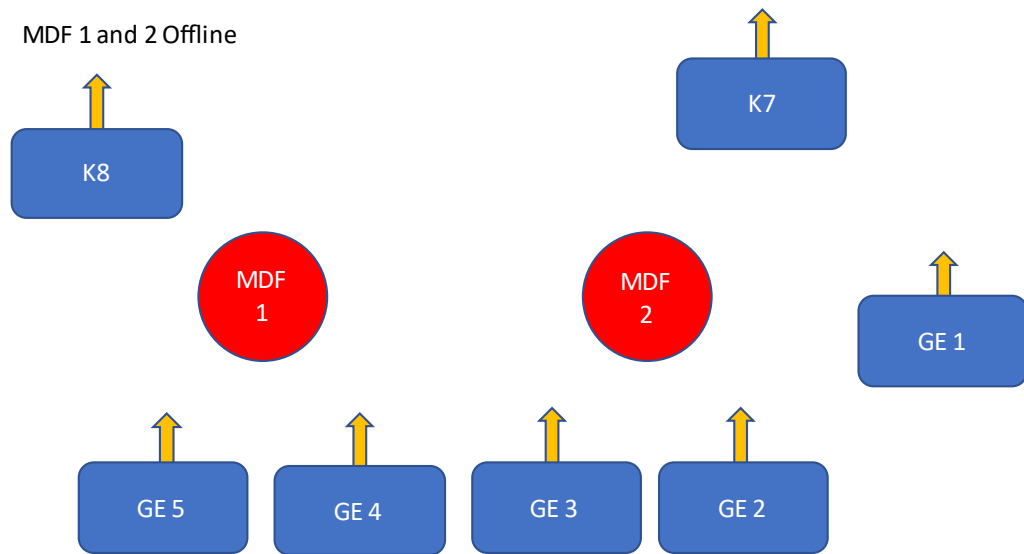 MDF 1 and 2 Offline
K7
K8
MDF
1
MDF
2
GE 1
GE 5
GE 4
GE 3
GE 2